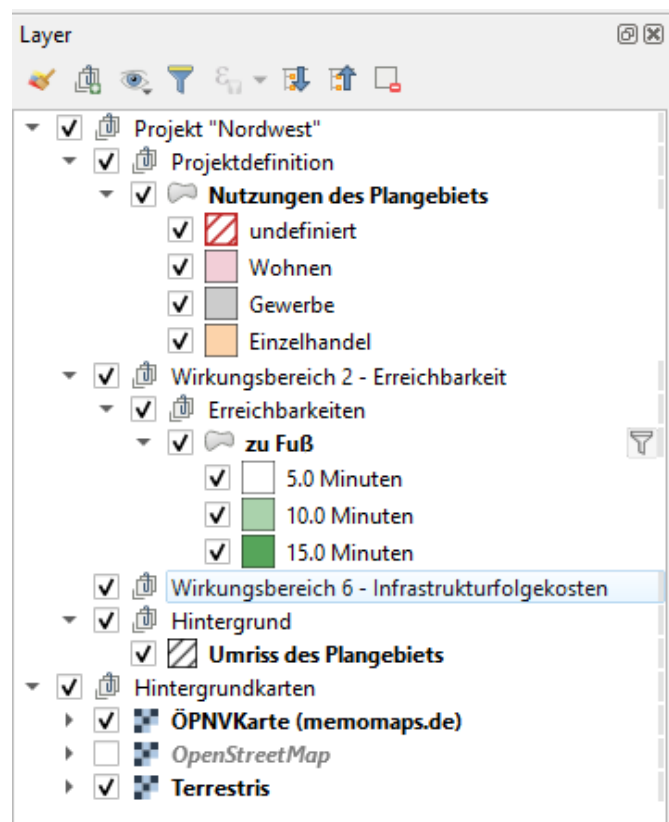 Layer
Projekt "Nordwest"
Projektdefinition
Nutzungen des Plangebiets
undefiniert
Wohnen
Gewerbe
Einzelhandel
Wirkungsbereich 2 - Erreichbarkeit
Erreichbarkeiten
zu Fuß
5.0 Minuten
10.0 Minuten
15.0 Minuten
Wirkungsbereich 6 - Infrastrukturfolgekosten
Hintergrund
Umriss des Plangebiets
Hintergrundkarten
ÖPNVKarte (memomaps.de)
OpenStreetMap
Terrestris